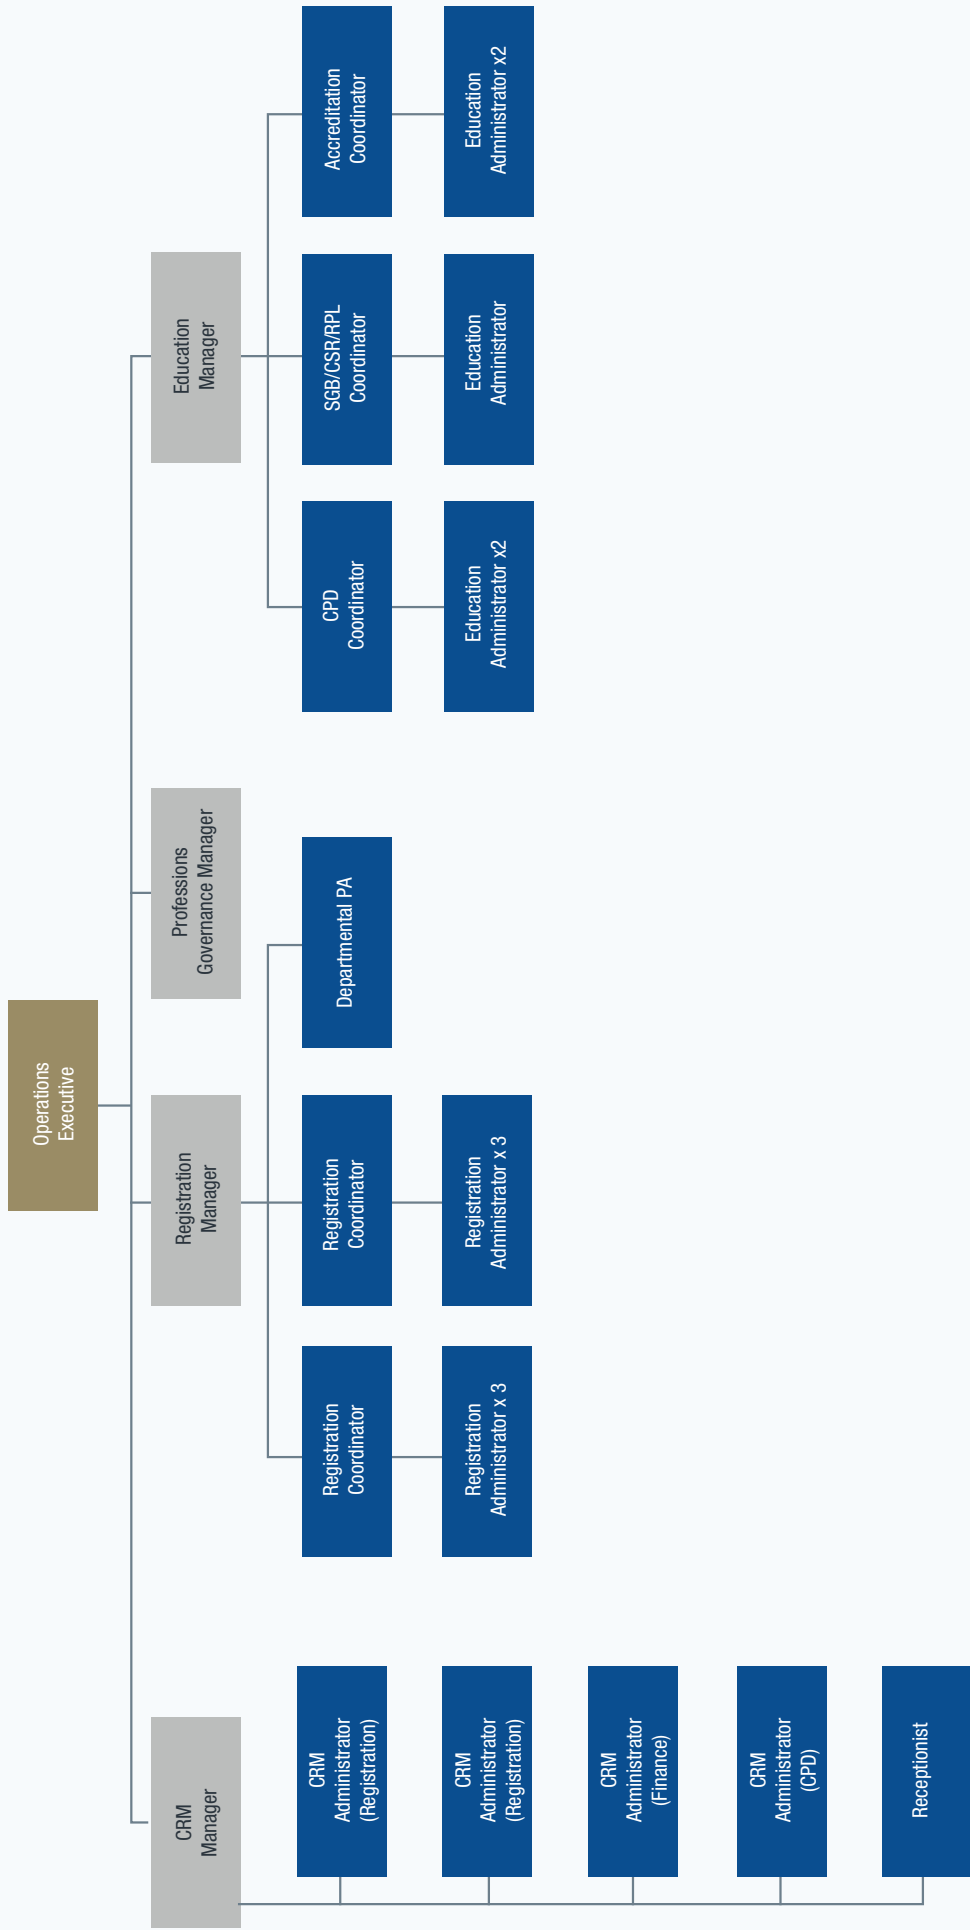 Operations
Executive
CRM
Manager
Registration
Manager
Professions
Governance Manager
Education
Manager
CRM
Administrator
(Registration)
CRM
Administrator
(Registration)
CRM
Administrator
(Finance)
CRM
Administrator
(CPD)
Receptionist
Registration
Coordinator
Registration
Administrator x 3
Registration
Coordinator
Registration
Administrator x 3
Departmental PA
CPD
Coordinator
Education
Administrator x2
SGB/CSR/RPL
Coordinator
Education
Administrator
Accreditation
Coordinator
Education
Administrator x2